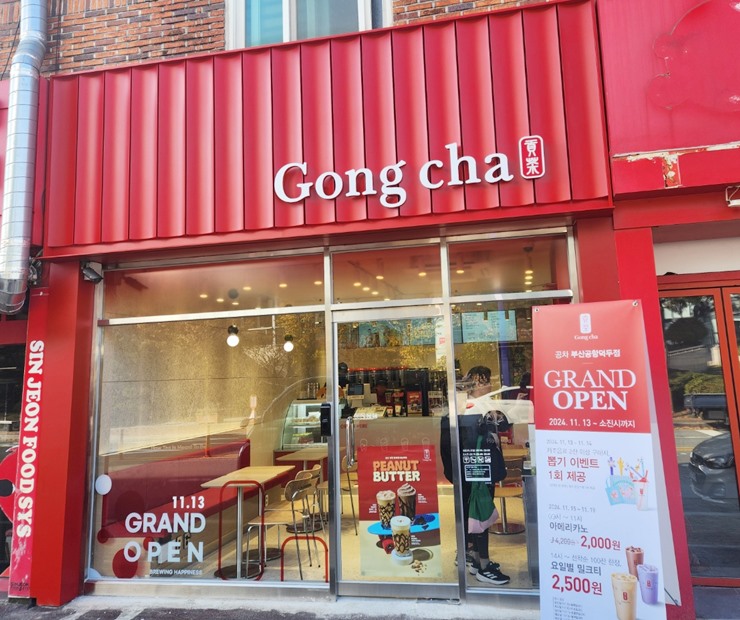 Gong cha 貢茶
SIN JEON FOOD SYS
11.13
GRAND
OPEN
BREWING HAPPINESS
PEANUT
BUTTER
Gong cha
공차 부산공항덕두점
GRAND
OPEN
2024. 11. 13 ~ 소진시까지
뽑기 이벤트
1회 제공
아메리카노
2,000원
요일별 밀크티
2,500원